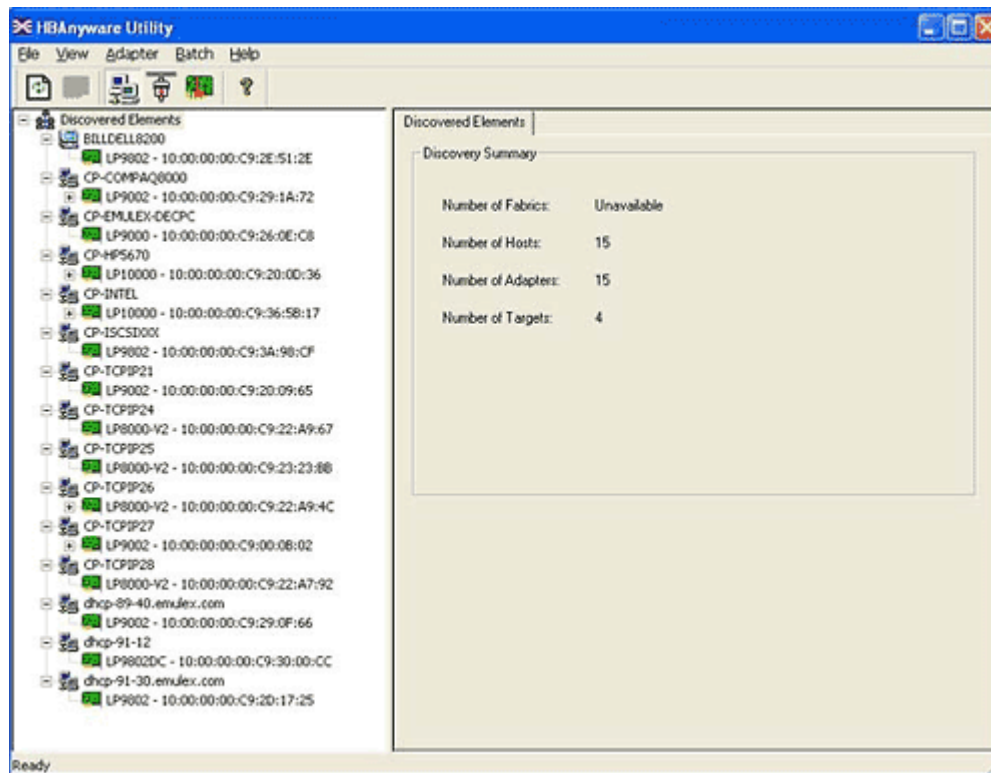 HBAnyware Utility
File View Adapter Batch Help
Discovered Elements
BILLDELL8200
LP9802 - 10:00:00:00:C9:2E:51:2E
CP-COMPAQ8000
LP9002 - 10:00:00:00:C9:29:1A:72
CP-EMULEX-DECPC
LP9000 - 10:00:00:00:C9:26:0E:C8
CP-HP5670
LP10000 - 10:00:00:00:C9:20:0D:36
CP-INTEL
LP10000 - 10:00:00:00:C9:36:58:17
CP-ISCSIXXX
LP9802 - 10:00:00:00:C9:3A:98:CF
CP-TCPIP21
LP9002 - 10:00:00:00:C9:20:09:65
CP-TCPIP24
LP8000-V2 - 10:00:00:00:C9:22:A9:67
CP-TCPIP25
LP8000-V2 - 10:00:00:00:C9:23:23:BB
CP-TCPIP26
LP8000-V2 - 10:00:00:00:C9:22:A9:4C
CP-TCPIP27
LP9002 - 10:00:00:00:C9:00:0B:02
CP-TCPIP28
LP8000-V2 - 10:00:00:00:C9:22:A7:92
dhcp-89-40.emulex.com
LP9002 - 10:00:00:00:C9:29:0F:66
dhcp-91-12
LP9802DC - 10:00:00:00:C9:30:00:CC
dhcp-91-30.emulex.com
LP9802 - 10:00:00:00:C9:2D:17:25
Discovered Elements
Discovery Summary
Number of Fabrics: Unavailable
Number of Hosts: 15
Number of Adapters: 15
Number of Targets: 4
Ready